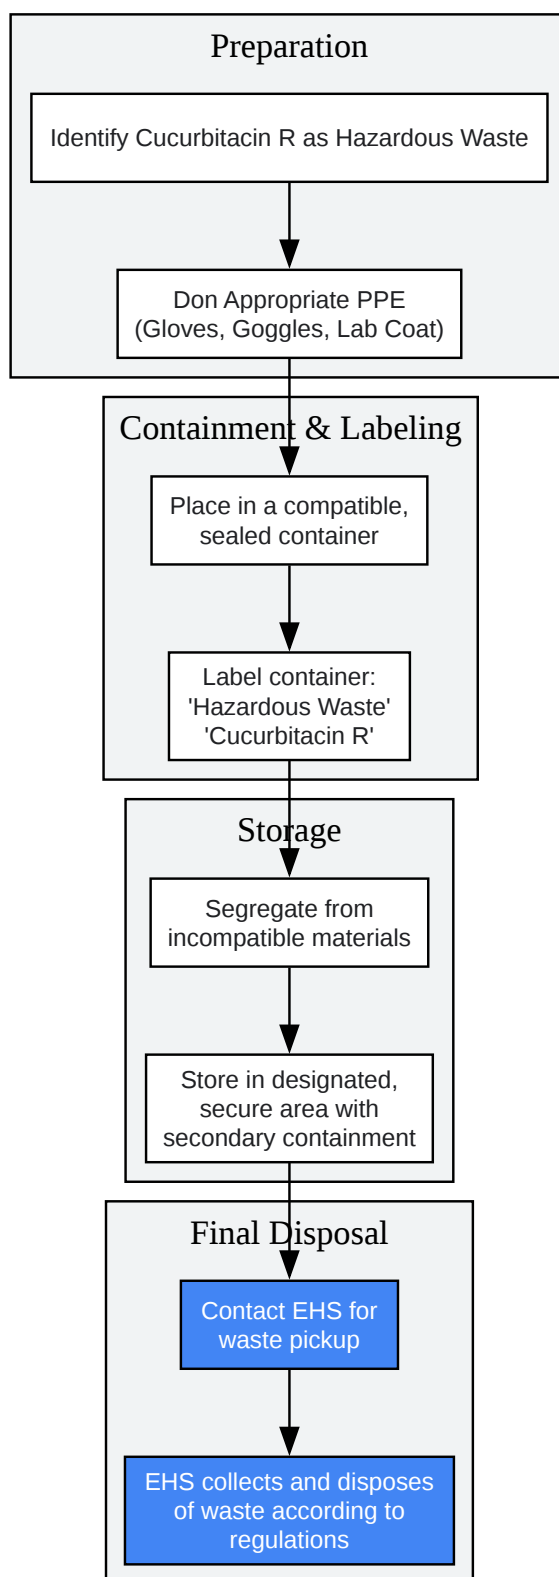 Preparation
Identify Cucurbitacin R as Hazardous Waste
Don Appropriate PPE
(Gloves, Goggles, Lab Coat)
Containment & Labeling
Place in a compatible,
sealed container
Label container:
'Hazardous Waste'
'Cucurbitacin R'
Storage
Segregate from
incompatible materials
Store in designated,
secure area with
secondary containment
Final Disposal
Contact EHS for
waste pickup
EHS collects and disposes
of waste according to
regulations